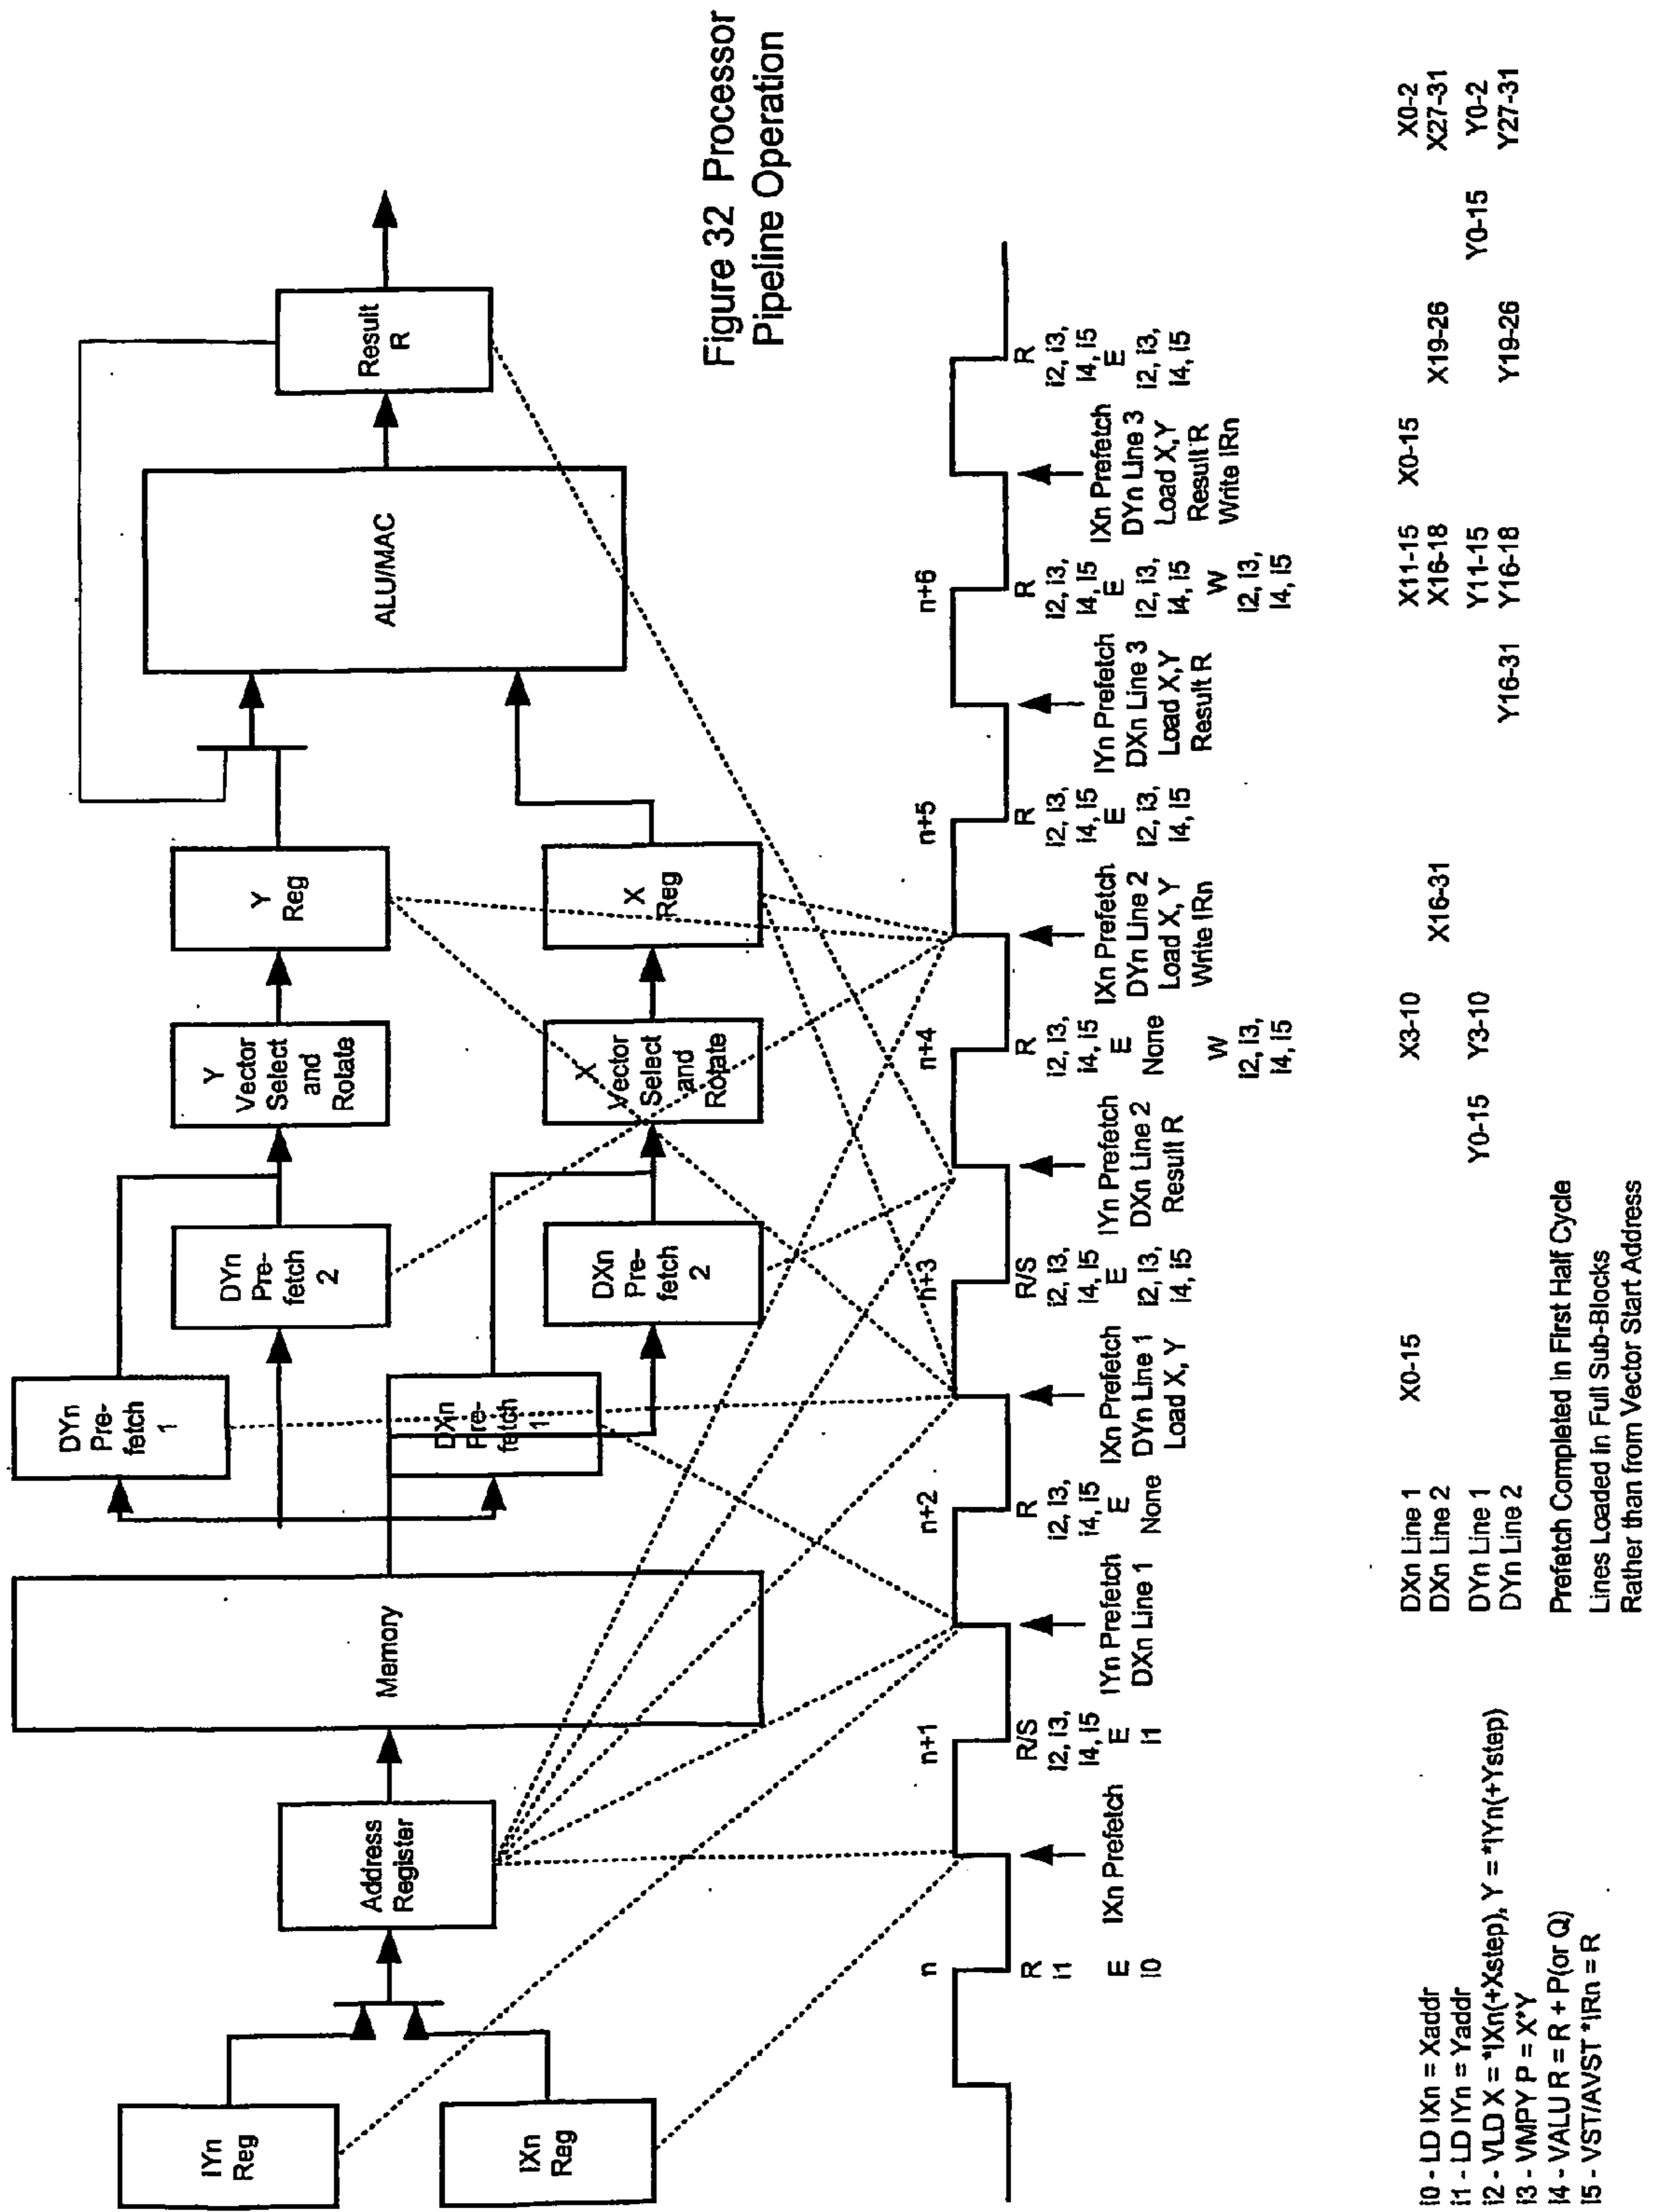 Figure 32 Processor
Pipeline Operation
IYn
Reg
IXn
Reg
Address
Register
Memory
DYn
Pre-
fetch
1
DYn
Pre-
fetch
2
DXn
Pre-
fetch
1
DXn
Pre-
fetch
2
Y
Vector
Select
and
Rotate
X
Vector
Select
and
Rotate
Y
Reg
X
Reg
ALU/MAC
Result
R
n
n+1
n+2
n+3
n+4
n+5
n+6
R
i1
E
i0
IXn Prefetch
R/S
i2, i3,
i4, i5
E
i1
IYn Prefetch
DXn Line 1
R
i2, i3,
i4, i5
E
None
IXn Prefetch
DYn Line 1
Load X, Y
R/S
i2, i3,
i4, i5
E
i2, i3,
i4, i5
IYn Prefetch
DXn Line 2
Result R
R
i2, i3,
i4, i5
E
None
W
i2, i3,
i4, i5
IXn Prefetch
DYn Line 2
Load X, Y
Write IRn
R
i2, i3,
i4, i5
E
i2, i3,
i4, i5
IYn Prefetch
DXn Line 3
Load X,Y
Result R
R
i2, i3,
i4, i5
E
i2, i3,
i4, i5
W
i2, i3,
i4, i5
IXn Prefetch
DYn Line 3
Load X,Y
Result R
Write IRn
R
i2, i3,
i4, i5
E
i2, i3,
i4, i5
DXn Line 1 X0-15 X3-10 X11-15 X0-15 X0-2
DXn Line 2 X16-31 X16-18 X19-26 X27-31
DYn Line 1 Y0-15 Y3-10 Y11-15 Y0-15 Y0-2
DYn Line 2 Y16-31 Y16-18 Y19-26 Y27-31
i0 - LD IXn = Xaddr
i1 - LD IYn = Yaddr
i2 - VLD X = *IXn(+Xstep), Y = *IYn(+Ystep)
i3 - VMPY P = X*Y
i4 - VALU R = R + P(or Q)
i5 - VST/AVST *IRn = R
Prefetch Completed in First Half Cycle
Lines Loaded in Full Sub-Blocks
Rather than from Vector Start Address